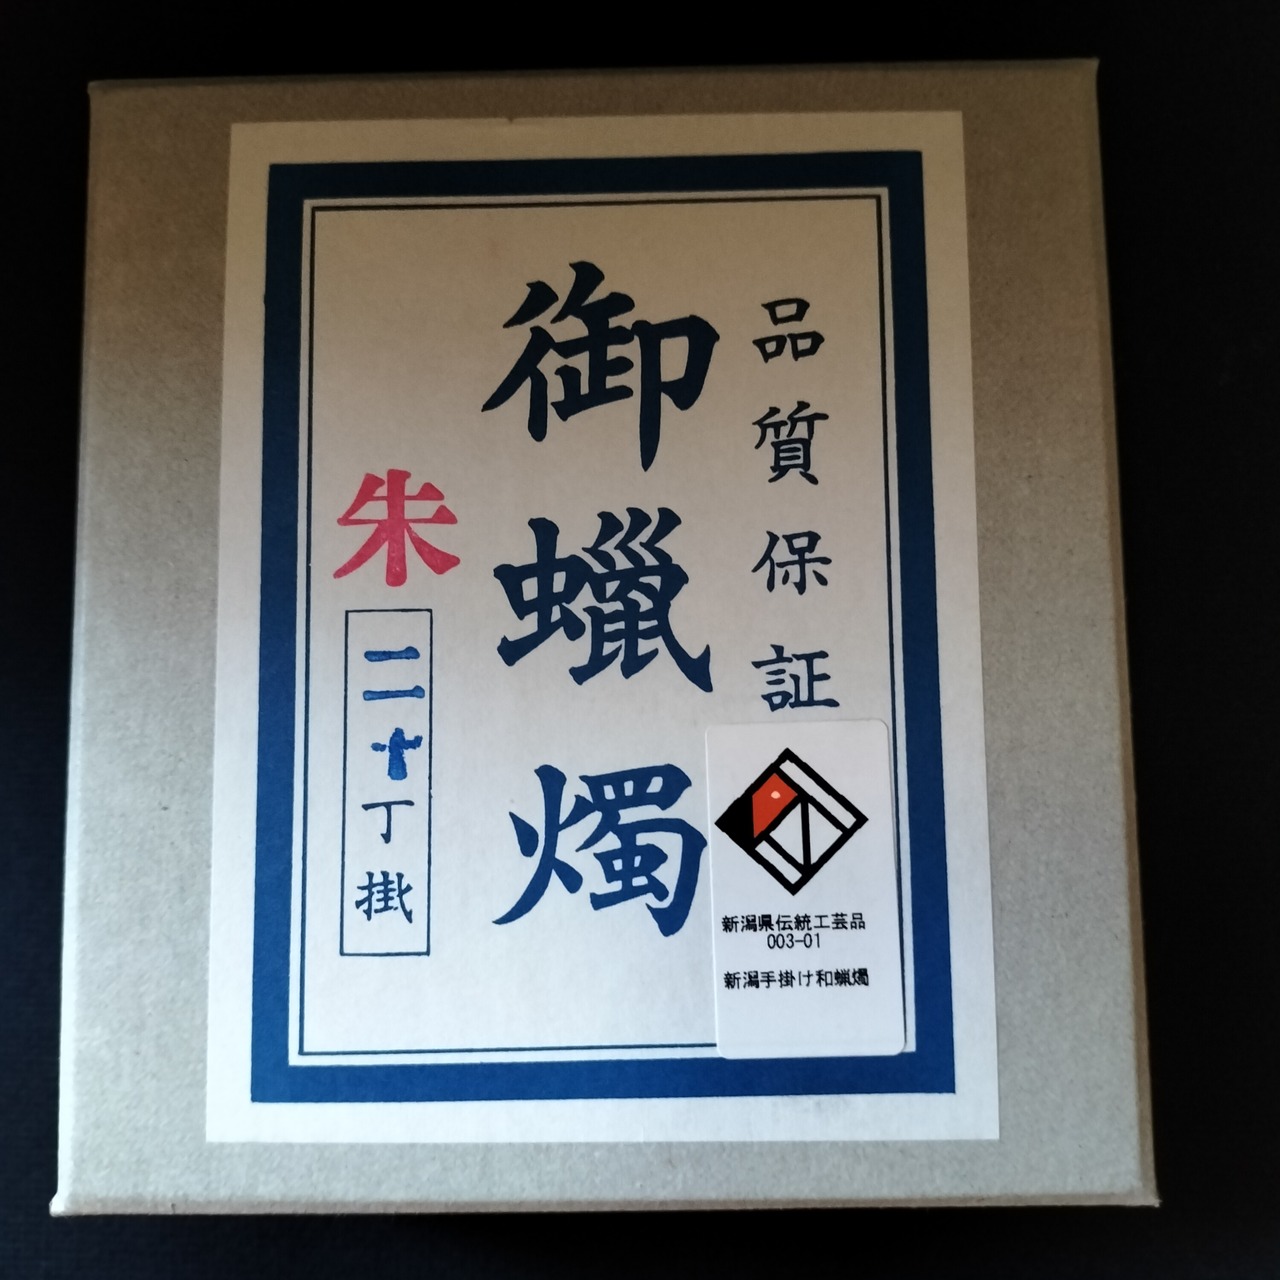 品質保証
御蠟燭
朱
二十丁掛
新潟県伝統工芸品
003-01
新潟手掛け和蝋燭